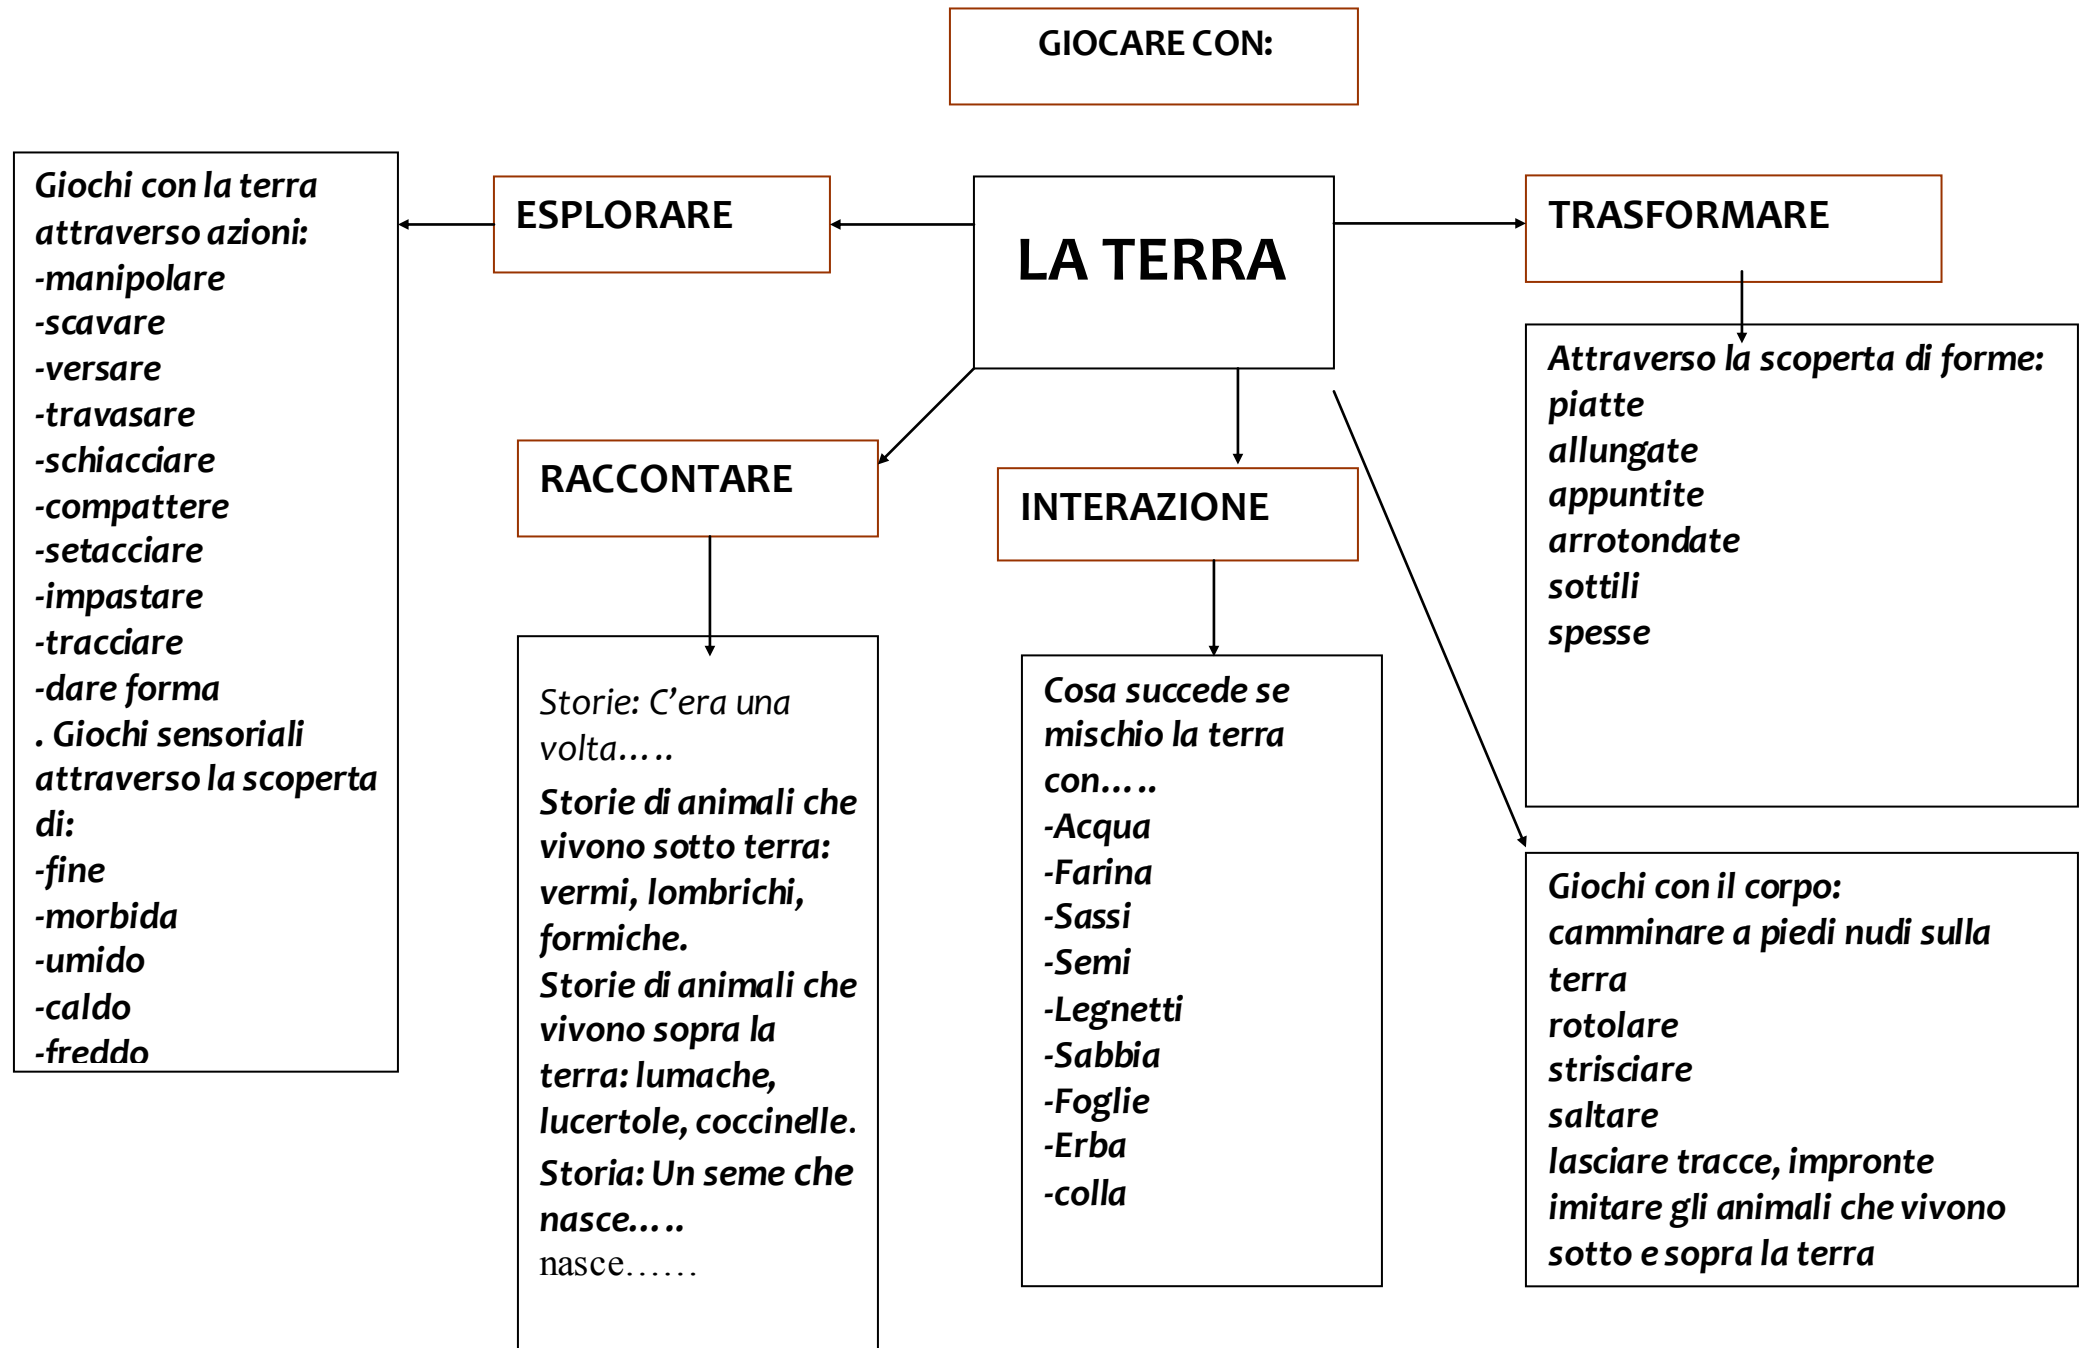 GIOCARE CON:
LA TERRA
ESPLORARE
Giochi con la terra
attraverso azioni:
-manipolare
-scavare
-versare
-travasare
-schiacciare
-compattere
-setacciare
-impastare
-tracciare
-dare forma
. Giochi sensoriali
attraverso la scoperta
di:
-fine
-morbida
-umido
-caldo
-freddo
RACCONTARE
Storie: C’era una
volta…..
Storie di animali che
vivono sotto terra:
vermi, lombrichi,
formiche.
Storie di animali che
vivono sopra la
terra: lumache,
lucertole, coccinelle.
Storia: Un seme che
nasce…..
nasce……
INTERAZIONE
Cosa succede se
mischio la terra
con…..
-Acqua
-Farina
-Sassi
-Semi
-Legnetti
-Sabbia
-Foglie
-Erba
-colla
TRASFORMARE
Attraverso la scoperta di forme:
piatte
allungate
appuntite
arrotondate
sottili
spesse
Giochi con il corpo:
camminare a piedi nudi sulla
terra
rotolare
strisciare
saltare
lasciare tracce, impronte
imitare gli animali che vivono
sotto e sopra la terra